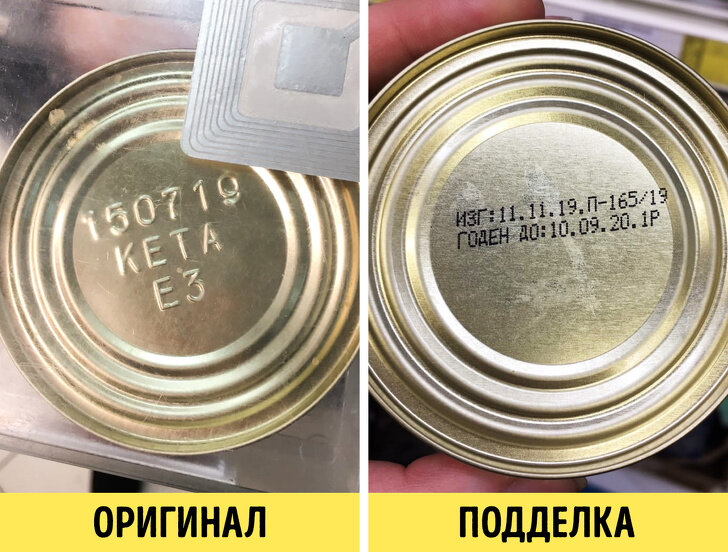 150719
КЕТА
Е3
ИЗГ:11.11.19.П-165/19
ГОДЕН ДО:10.09.20.1Р
ОРИГИНАЛ
ПОДДЕЛКА